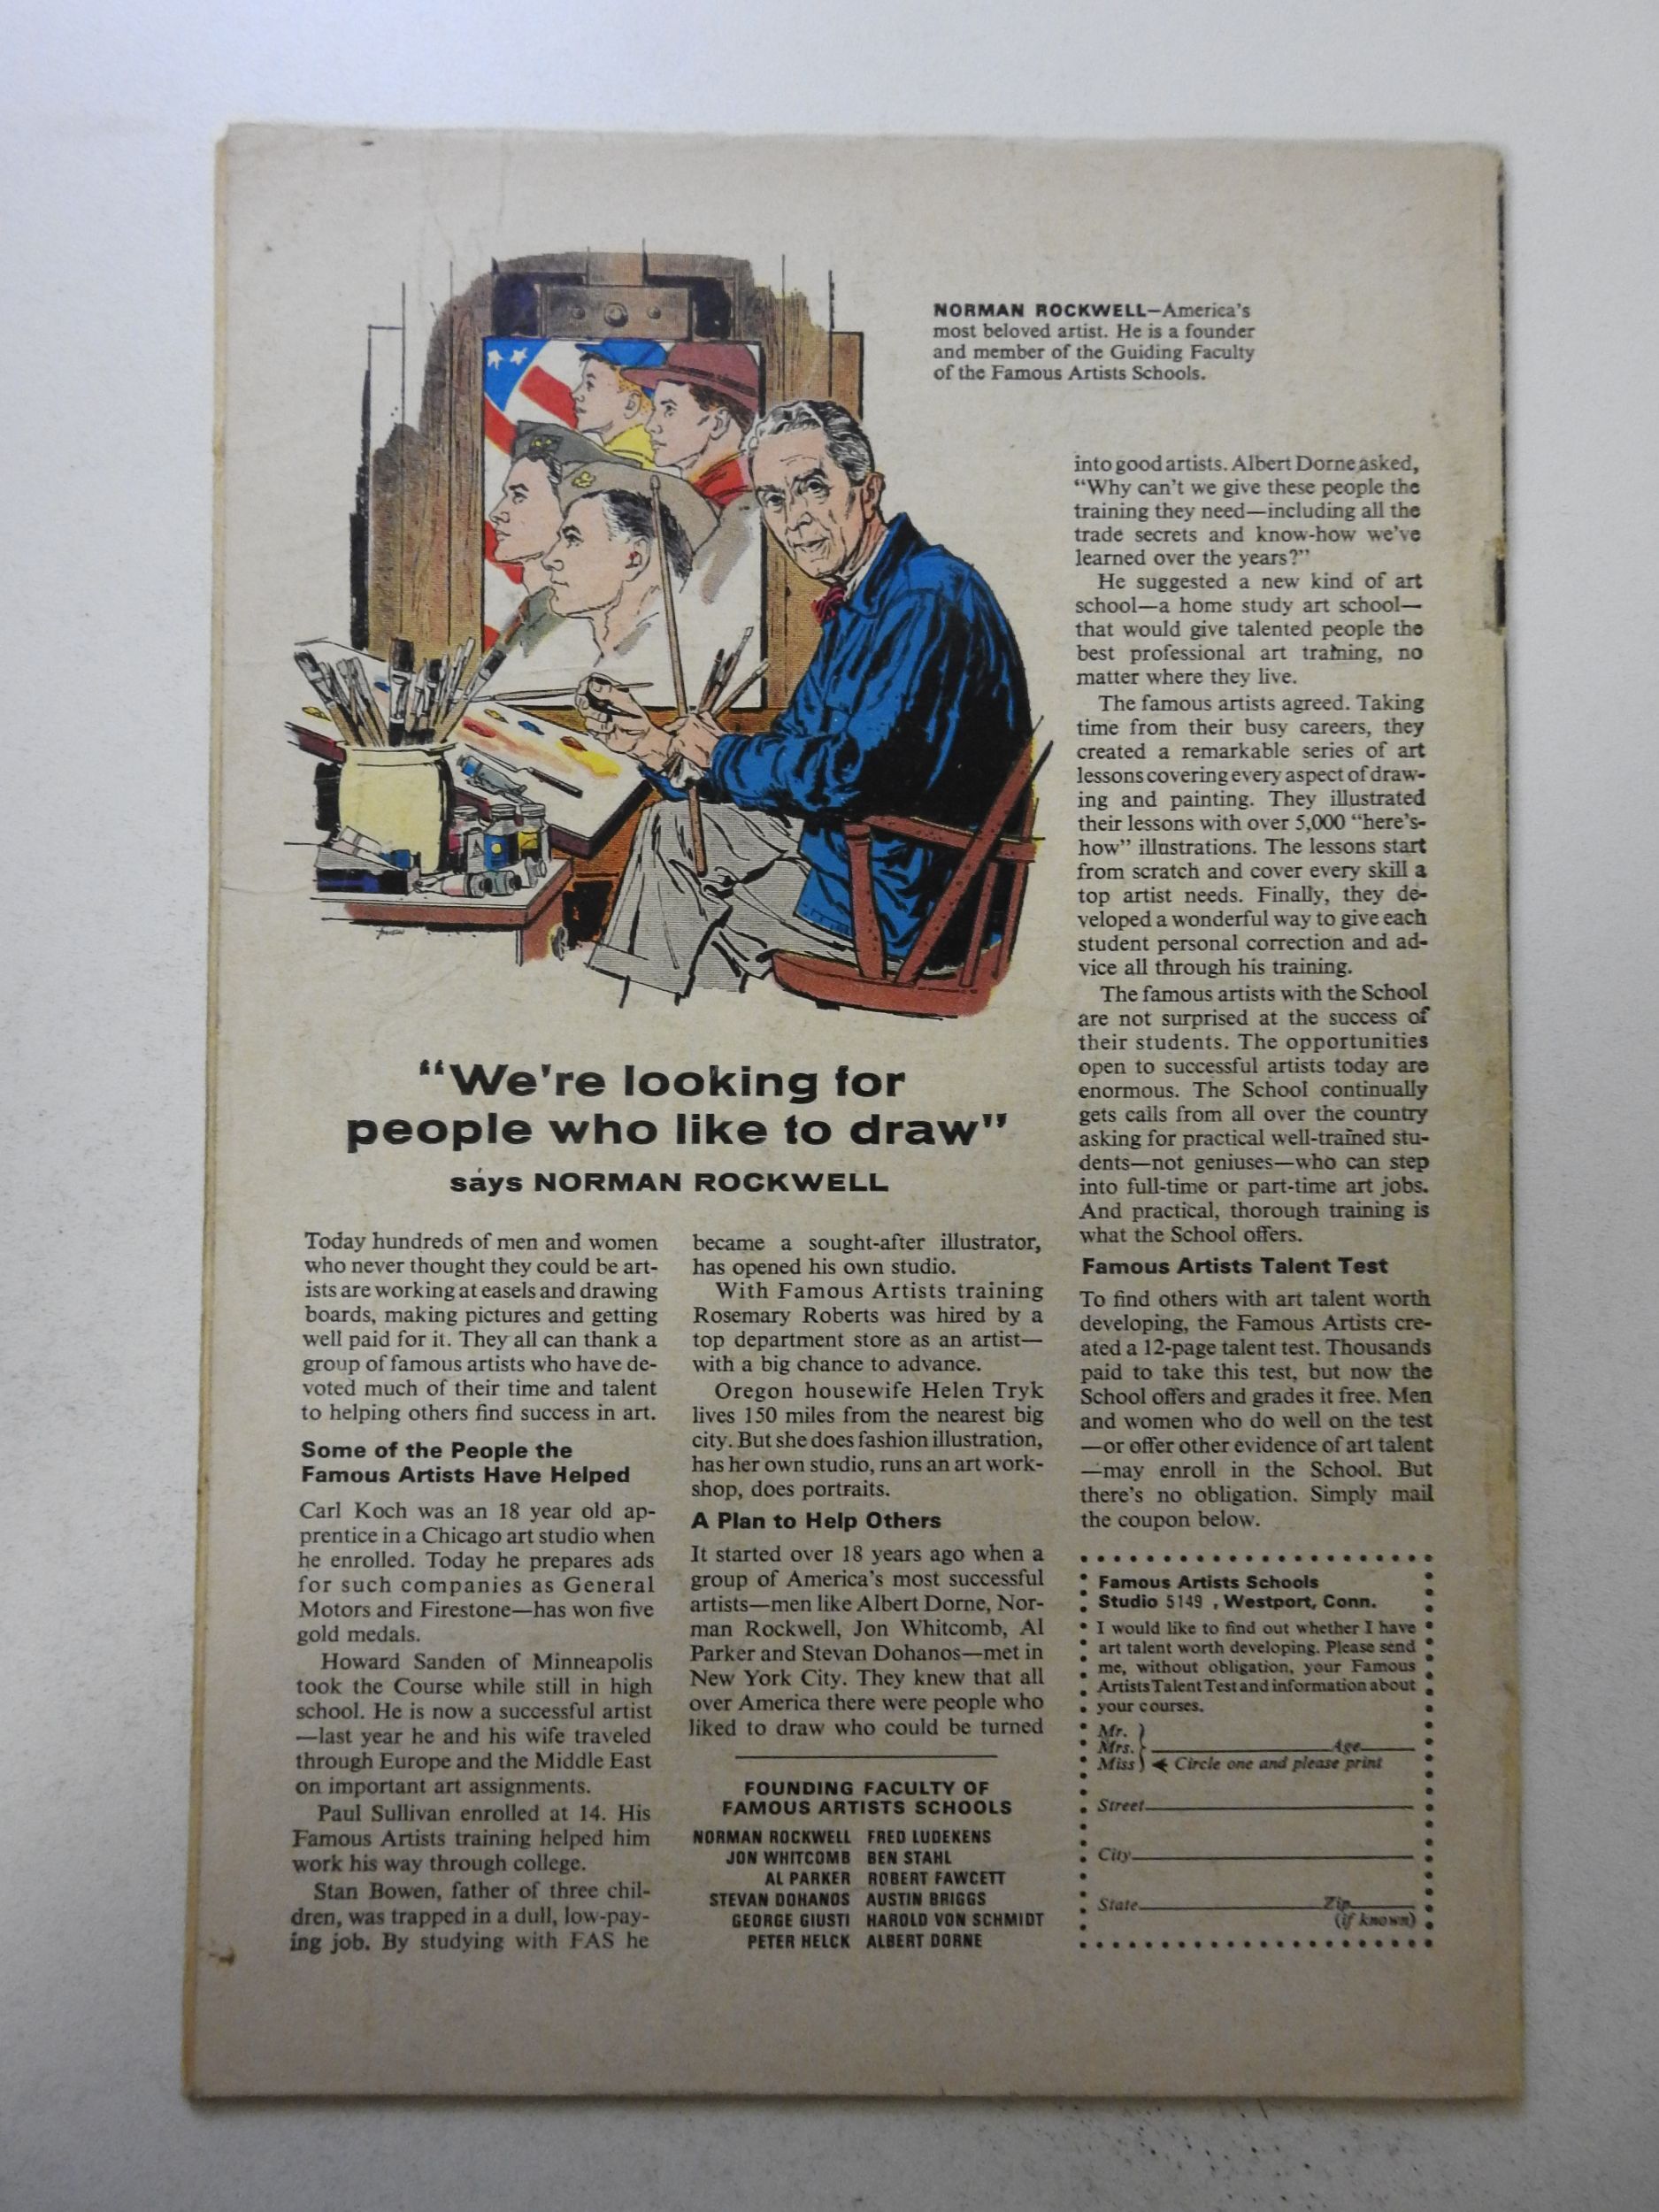 NORMAN ROCKWELL—America's
most beloved artist. He is a founder
and member of the Guiding Faculty
of the Famous Artists Schools.
"We're looking for
people who like to draw"
says NORMAN ROCKWELL
Today hundreds of men and women
who never thought they could be art-
ists are working at easels and drawing
boards, making pictures and getting
well paid for it. They all can thank a
group of famous artists who have de-
voted much of their time and talent
to helping others find success in art.
Some of the People the
Famous Artists Have Helped
Carl Koch was an 18 year old ap-
prentice in a Chicago art studio when
he enrolled. Today he prepares ads
for such companies as General
Motors and Firestone—has won five
gold medals.
Howard Sanden of Minneapolis
took the Course while still in high
school. He is now a successful artist
—last year he and his wife traveled
through Europe and the Middle East
on important art assignments.
Paul Sullivan enrolled at 14. His
Famous Artists training helped him
work his way through college.
Stan Bowen, father of three chil-
dren, was trapped in a dull, low-pay-
ing job. By studying with FAS he
became a sought-after illustrator,
has opened his own studio.
With Famous Artists training
Rosemary Roberts was hired by a
top department store as an artist—
with a big chance to advance.
Oregon housewife Helen Tryk
lives 150 miles from the nearest big
city. But she does fashion illustration,
has her own studio, runs an art work-
shop, does portraits.
A Plan to Help Others
It started over 18 years ago when a
group of America's most successful
artists—men like Albert Dorne, Nor-
man Rockwell, Jon Whitcomb, Al
Parker and Stevan Dohanos—met in
New York City. They knew that all
over America there were people who
liked to draw who could be turned
into good artists. Albert Dorne asked,
"Why can't we give these people the
training they need—including all the
trade secrets and know-how we've
learned over the years?"
He suggested a new kind of art
school—a home study art school—
that would give talented people the
best professional art training, no
matter where they live.
The famous artists agreed. Taking
time from their busy careers, they
created a remarkable series of art
lessons covering every aspect of draw-
ing and painting. They illustrated
their lessons with over 5,000 "here's-
how" illustrations. The lessons start
from scratch and cover every skill a
top artist needs. Finally, they de-
veloped a wonderful way to give each
student personal correction and ad-
vice all through his training.
The famous artists with the School
are not surprised at the success of
their students. The opportunities
open to successful artists today are
enormous. The School continually
gets calls from all over the country
asking for practical well-trained stu-
dents—not geniuses—who can step
into full-time or part-time art jobs.
And practical, thorough training is
what the School offers.
Famous Artists Talent Test
To find others with art talent worth
developing, the Famous Artists cre-
ated a 12-page talent test. Thousands
paid to take this test, but now the
School offers and grades it free. Men
and women who do well on the test
—or offer other evidence of art talent
—may enroll in the School. But
there's no obligation. Simply mail
the coupon below.
FOUNDING FACULTY OF
FAMOUS ARTISTS SCHOOLS
NORMAN ROCKWELL FRED LUDEKENS
JON WHITCOMB BEN STAHL
AL PARKER ROBERT FAWCETT
STEVAN DOHANOS AUSTIN BRIGGS
GEORGE GIUSTI HAROLD VON SCHMIDT
PETER HELCK ALBERT DORNE
Famous Artists Schools
Studio 5149 , Westport, Conn.
I would like to find out whether I have
art talent worth developing. Please send
me, without obligation, your Famous
Artists Talent Test and information about
your courses.
Mr.
Mrs. Age
Miss Circle one and please print
Street
City
State Zip
(if known)